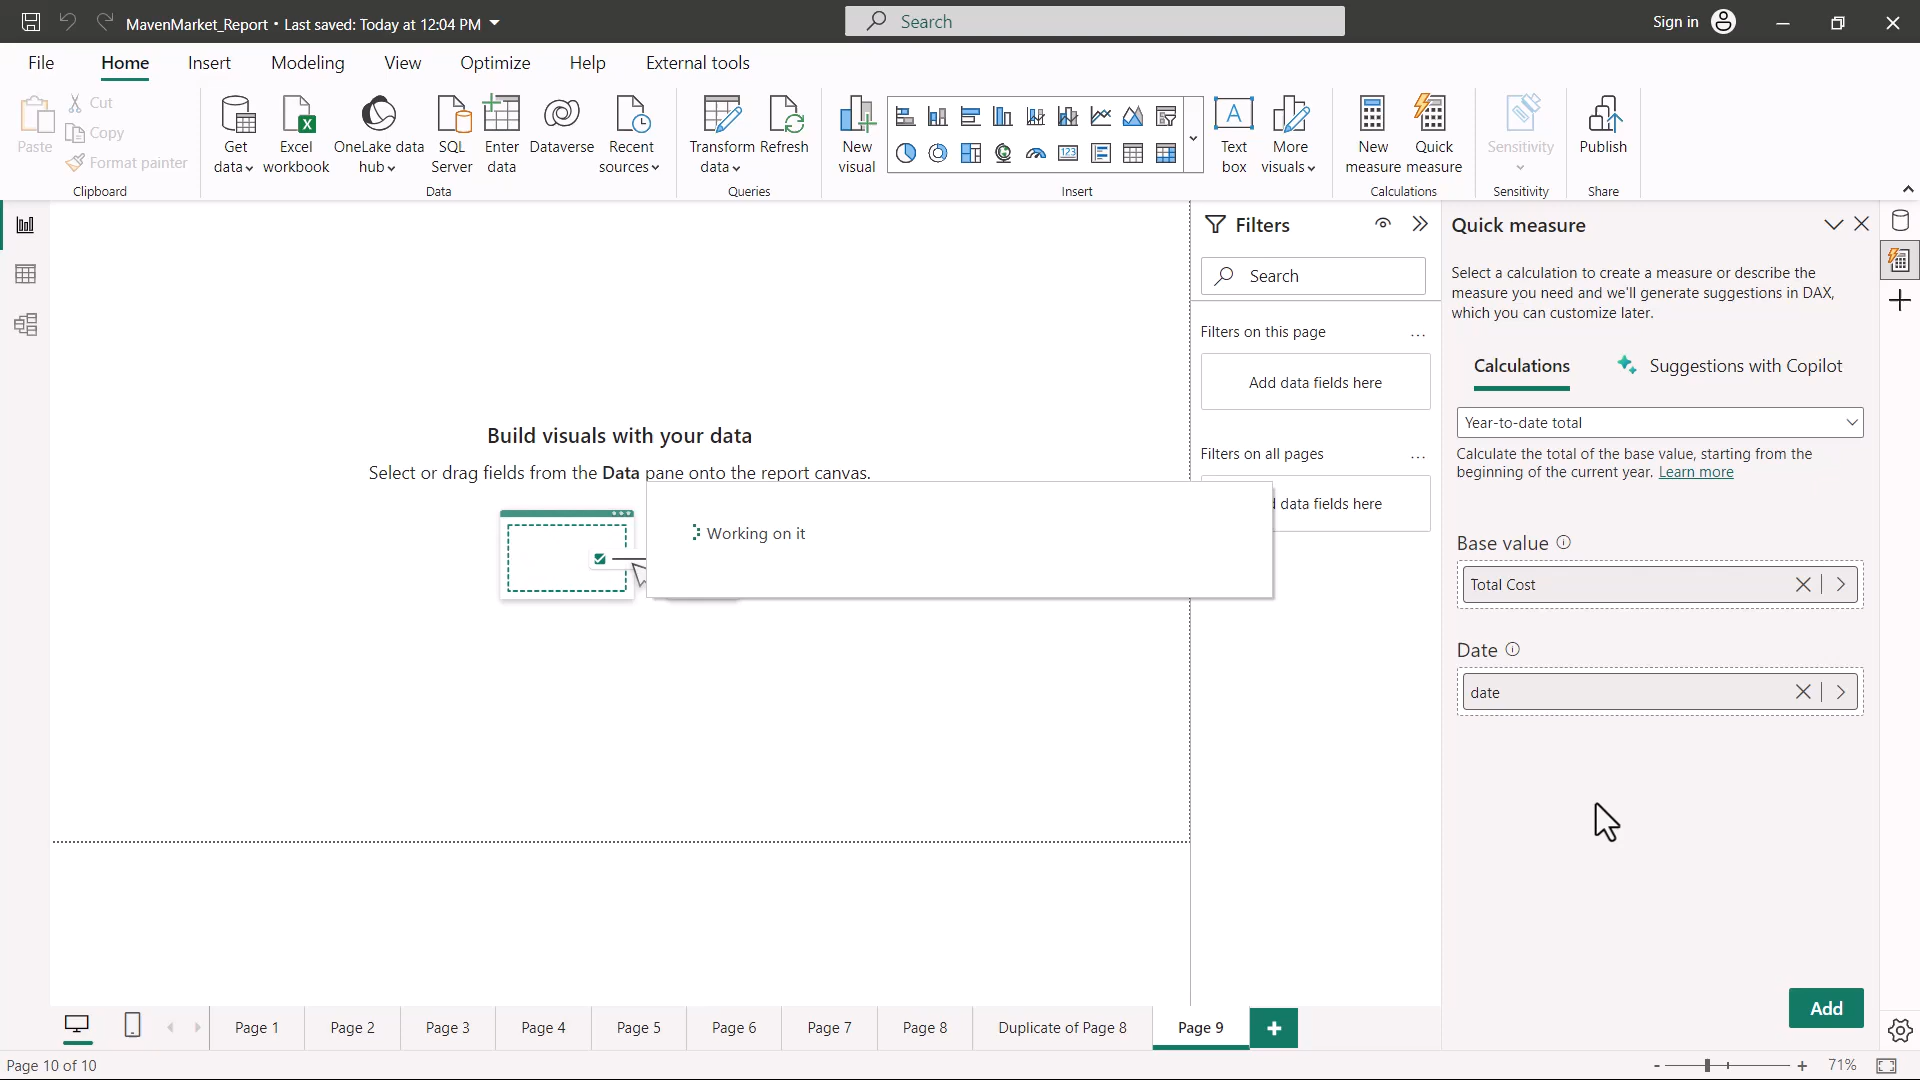 MavenMarket_Report • Last saved: Today at 12:04 PM
Search
Sign in
File
Home
Insert
Modeling
View
Optimize
Help
External tools
Paste
Cut
Copy
Format painter
Clipboard
Get
data
Excel
workbook
OneLake data
hub
SQL
Server
Enter
data
Dataverse
Recent
sources
Data
Transform
data
Refresh
Queries
New
visual
123
Insert
A
Text
box
More
visuals
New
measure
Quick
measure
Calculations
Sensitivity
Sensitivity
Publish
Share
Build visuals with your data
Select or drag fields from the Data pane onto the report canvas.
Working on it
Filters
Search
Filters on this page
...
Add data fields here
Filters on all pages
...
data fields here
Quick measure
Select a calculation to create a measure or describe the
measure you need and we'll generate suggestions in DAX,
which you can customize later.
Calculations
Suggestions with Copilot
Year-to-date total
Calculate the total of the base value, starting from the
beginning of the current year. Learn more
Base value
Total Cost
Date
date
Add
Page 1
Page 2
Page 3
Page 4
Page 5
Page 6
Page 7
Page 8
Duplicate of Page 8
Page 9
Page 10 of 10
- + 71%